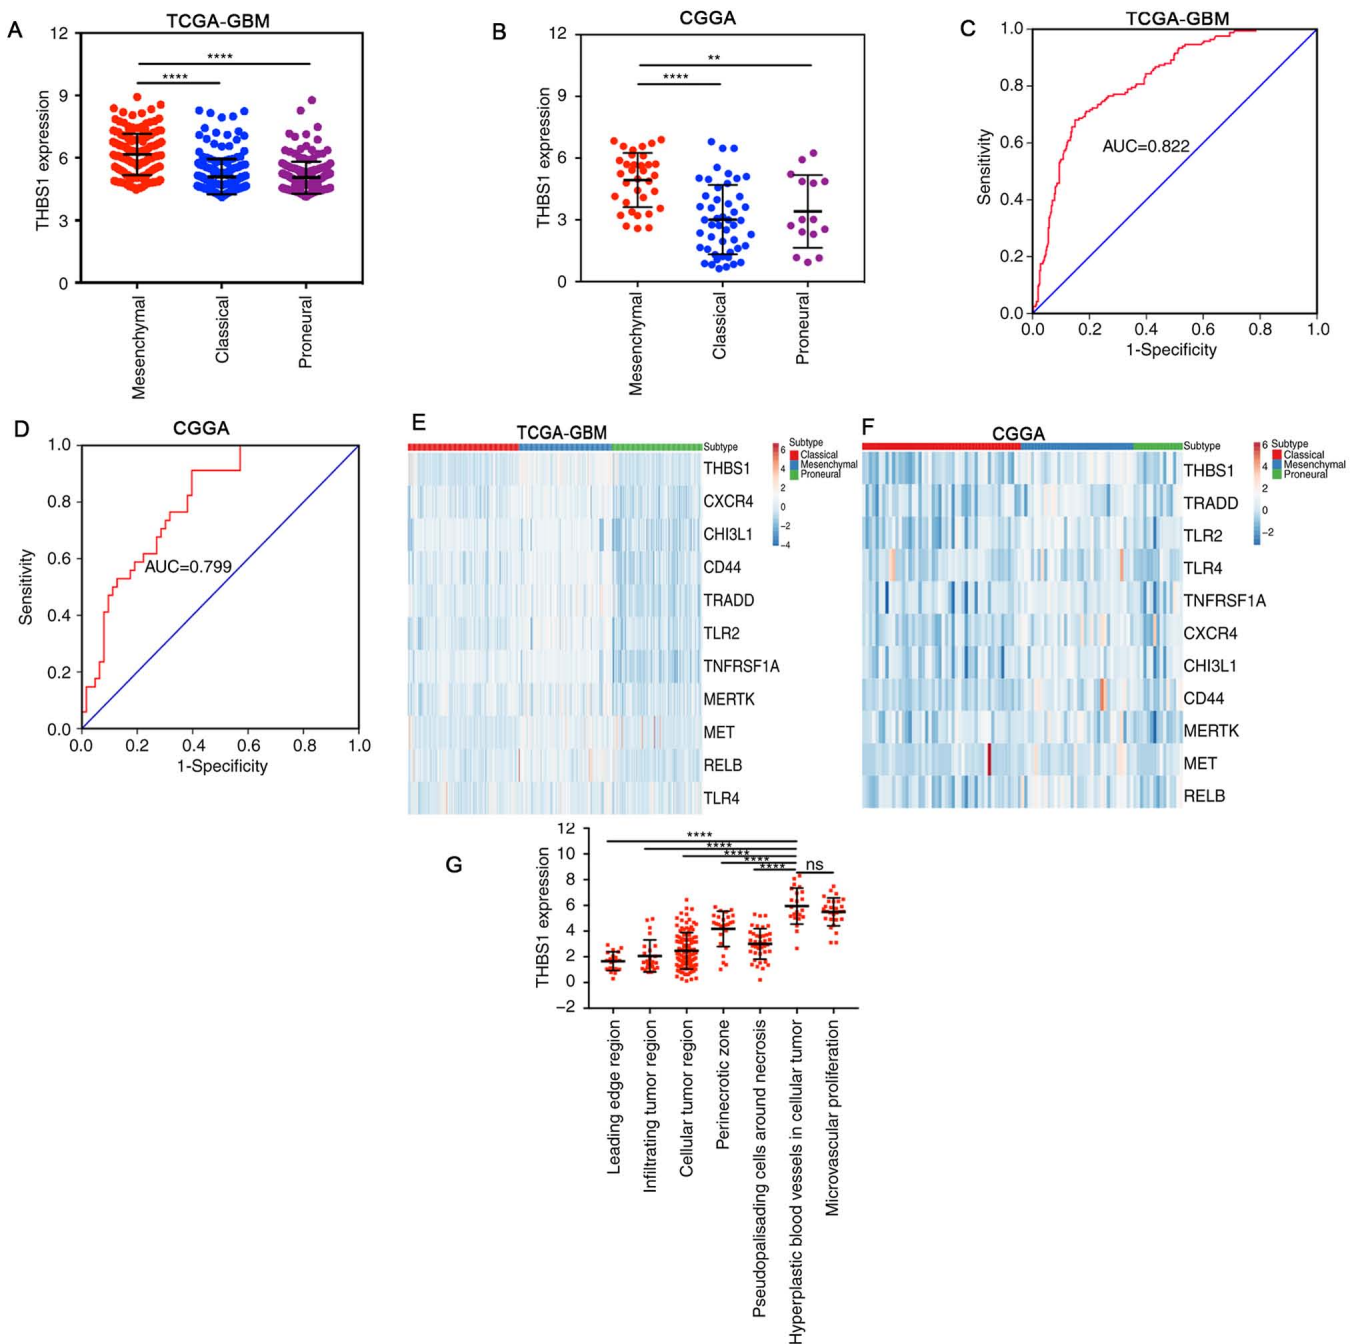 A
TCGA-GBM
THBS1 expression
12
9
6
3
0
****
****
Mesenchymal
Classical
Proneural
B
CGGA
THBS1 expression
12
9
6
3
0
**
****
Mesenchymal
Classical
Proneural
C
TCGA-GBM
Sensitivity
1.0
0.8
0.6
0.4
0.2
0.0
AUC=0.822
0.0 0.2 0.4 0.6 0.8 1.0
1-Specificity
D
CGGA
Sensitivity
1.0
0.8
0.6
0.4
0.2
0.0
AUC=0.799
0.0 0.2 0.4 0.6 0.8 1.0
1-Specificity
E
TCGA-GBM
Subtype
THBS1
CXCR4
CHI3L1
CD44
TRADD
TLR2
TNFRSF1A
MERTK
MET
RELB
TLR4
6
4
2
0
−2
−4
Subtype
Classical
Mesenchymal
Proneural
F
CGGA
Subtype
THBS1
TRADD
TLR2
TLR4
TNFRSF1A
CXCR4
CHI3L1
CD44
MERTK
MET
RELB
6
4
2
0
−2
Subtype
Classical
Mesenchymal
Proneural
G
THBS1 expression
12
10
8
6
4
2
0
−2
****
****
****
****
****
ns
Leading edge region
Infiltrating tumor region
Cellular tumor region
Perinecrotic zone
Pseudopalisading cells around necrosis
Hyperplastic blood vessels in cellular tumor
Microvascular proliferation